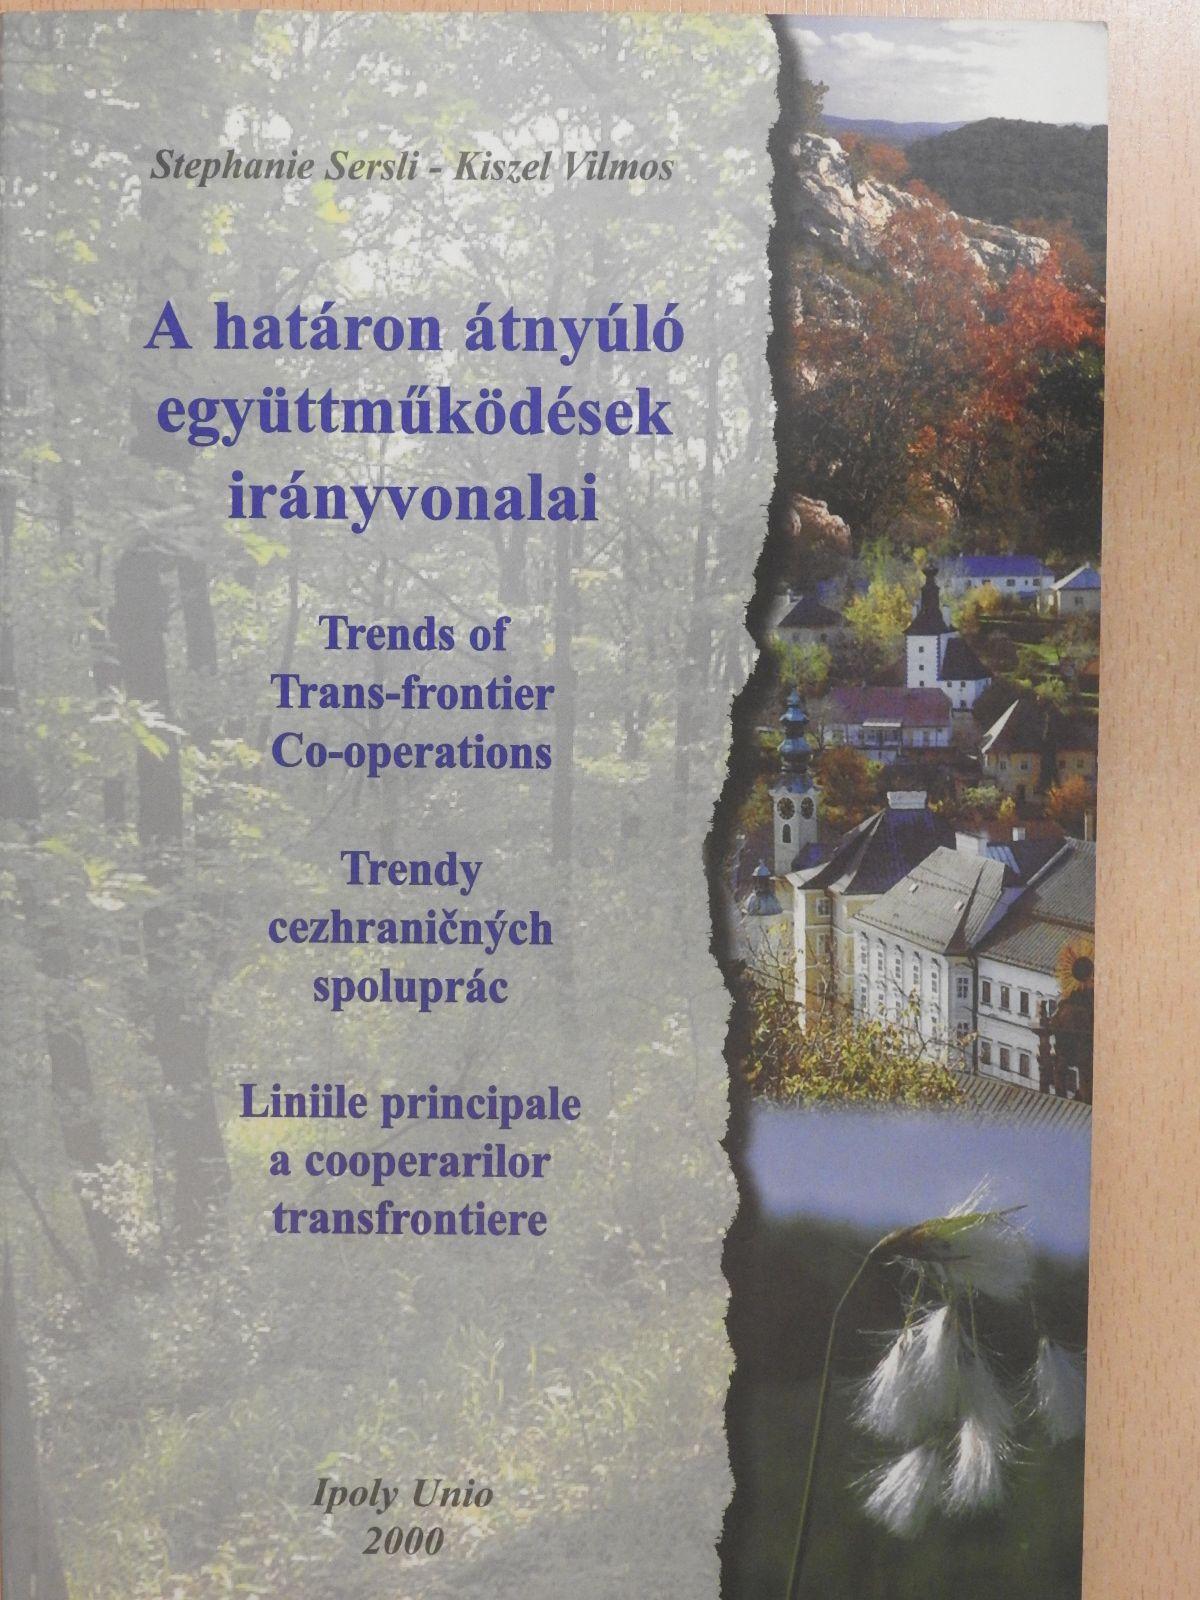 Stephanie Sersli - Kiszel Vilmos
A határon átnyúló
együttműködések
irányvonalai
Trends of
Trans-frontier
Co-operations
Trendy
cezhraničných
spoluprác
Liniile principale
a cooperarilor
transfrontiere
Ipoly Unio
2000